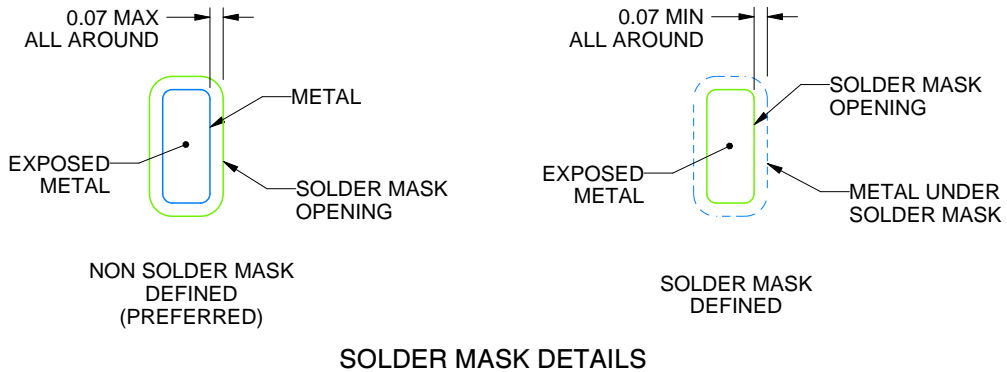 0.07 MAX
ALL AROUND
METAL
EXPOSED
METAL
SOLDER MASK
OPENING
NON SOLDER MASK
DEFINED
(PREFERRED)
0.07 MIN
ALL AROUND
SOLDER MASK
OPENING
EXPOSED
METAL
METAL UNDER
SOLDER MASK
SOLDER MASK
DEFINED
SOLDER MASK DETAILS